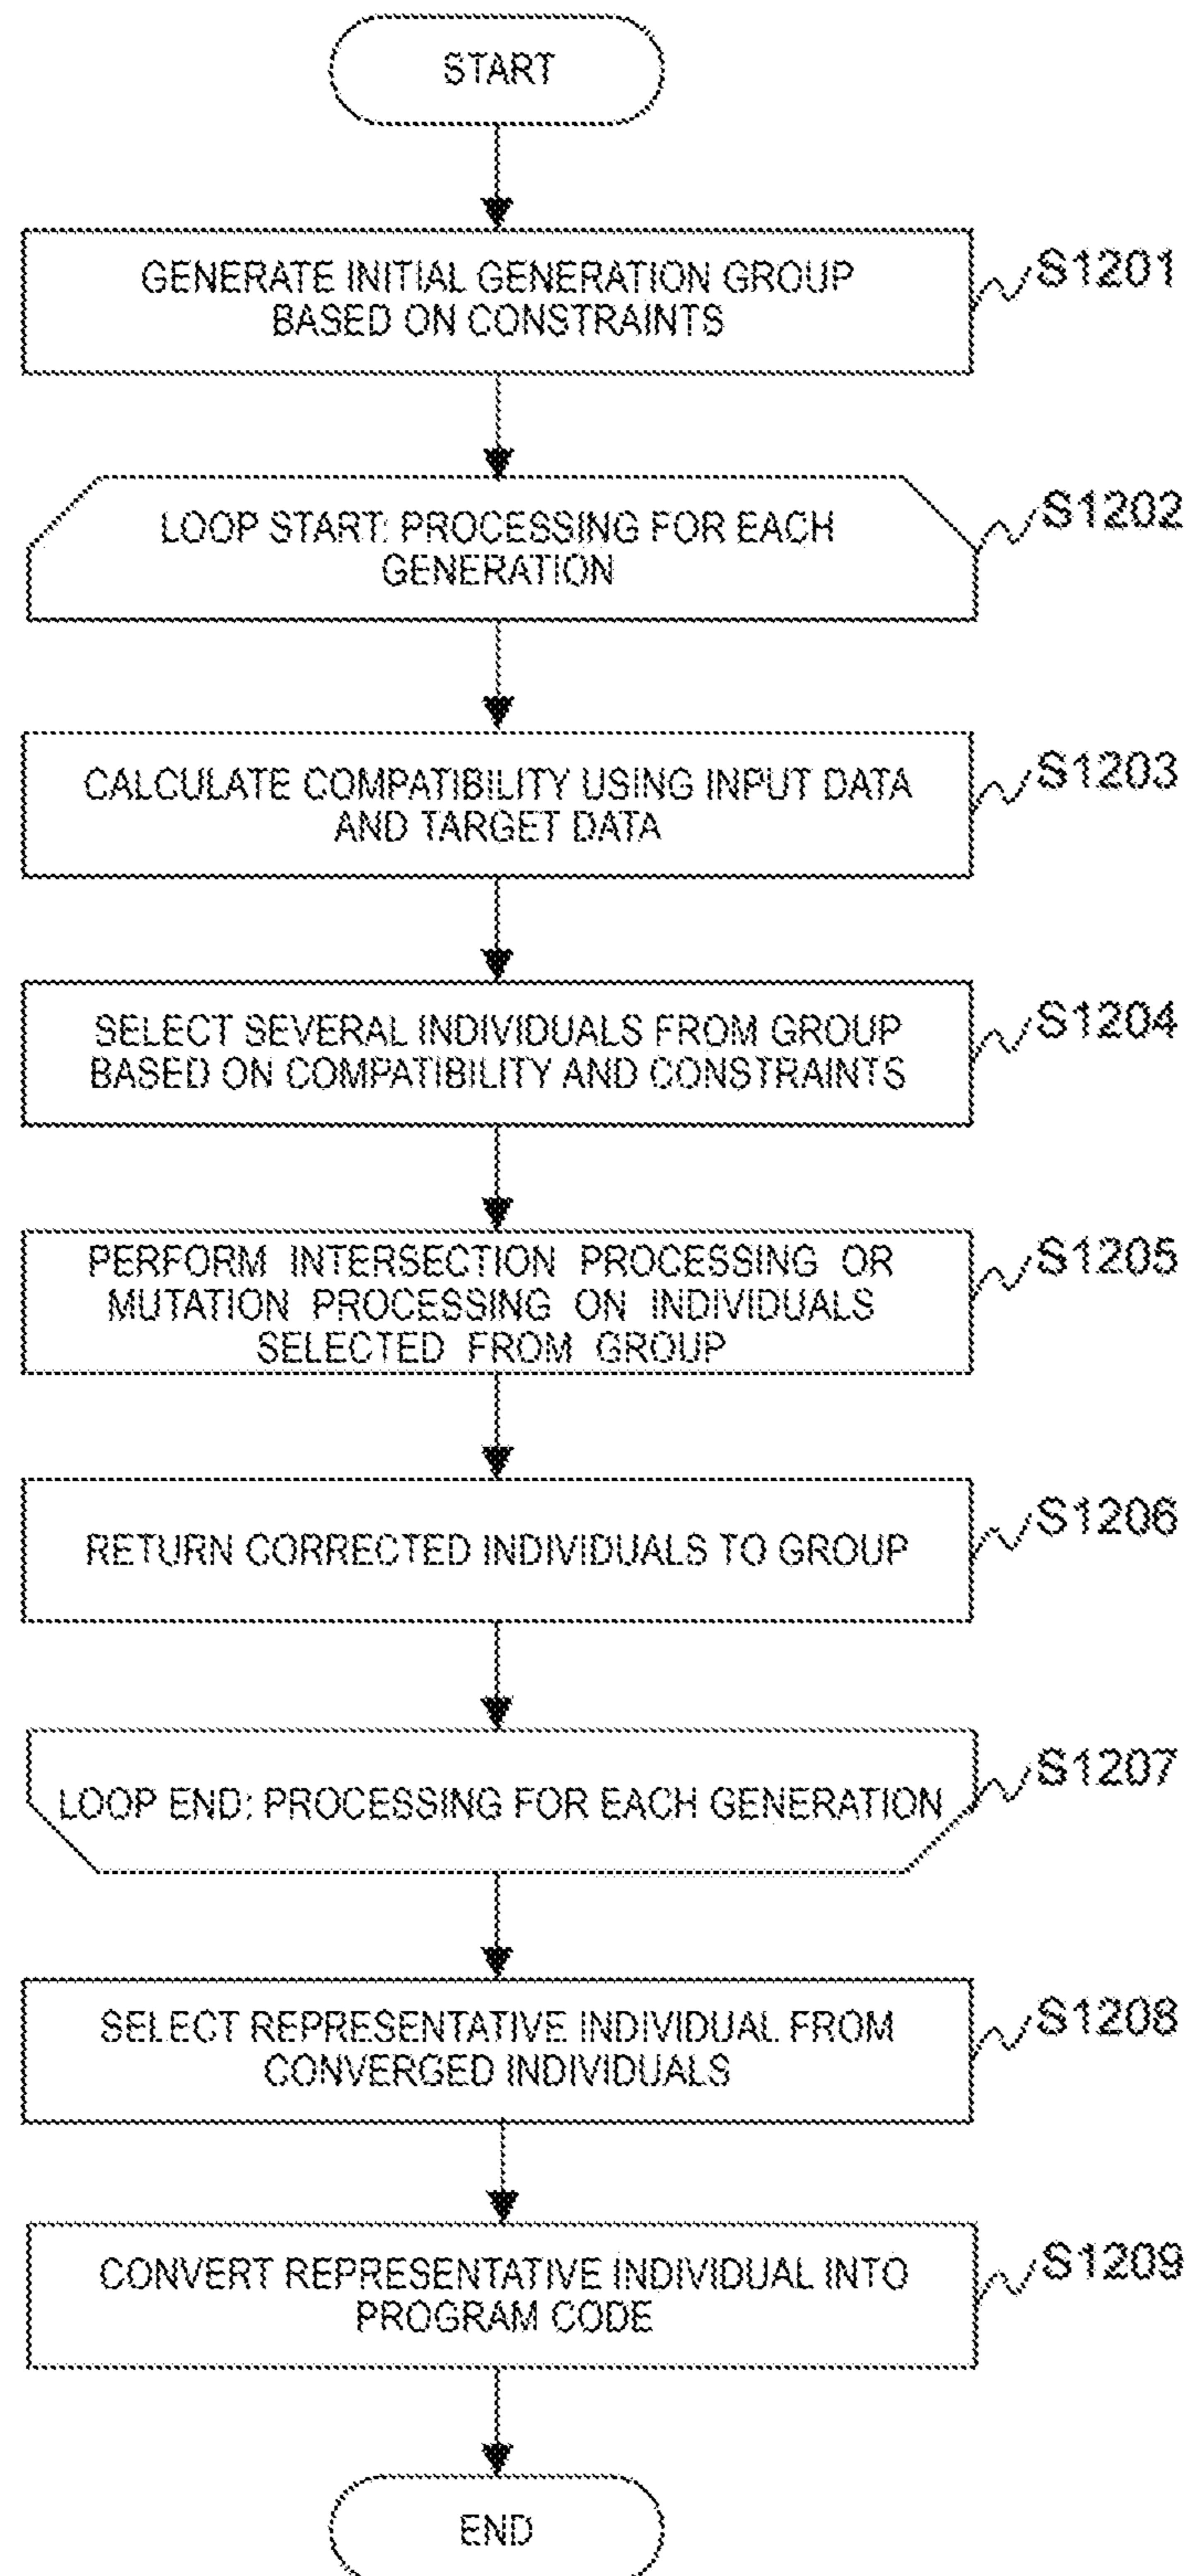 START
GENERATE INITIAL GENERATION GROUP
BASED ON CONSTRAINTS
S1201
LOOP START: PROCESSING FOR EACH
GENERATION
S1202
CALCULATE COMPATIBILITY USING INPUT DATA
AND TARGET DATA
S1203
SELECT SEVERAL INDIVIDUALS FROM GROUP
BASED ON COMPATIBILITY AND CONSTRAINTS
S1204
PERFORM INTERSECTION PROCESSING OR
MUTATION PROCESSING ON INDIVIDUALS
SELECTED FROM GROUP
S1205
RETURN CORRECTED INDIVIDUALS TO GROUP
S1206
LOOP END: PROCESSING FOR EACH GENERATION
S1207
SELECT REPRESENTATIVE INDIVIDUAL FROM
CONVERGED INDIVIDUALS
S1208
CONVERT REPRESENTATIVE INDIVIDUAL INTO
PROGRAM CODE
S1209
END